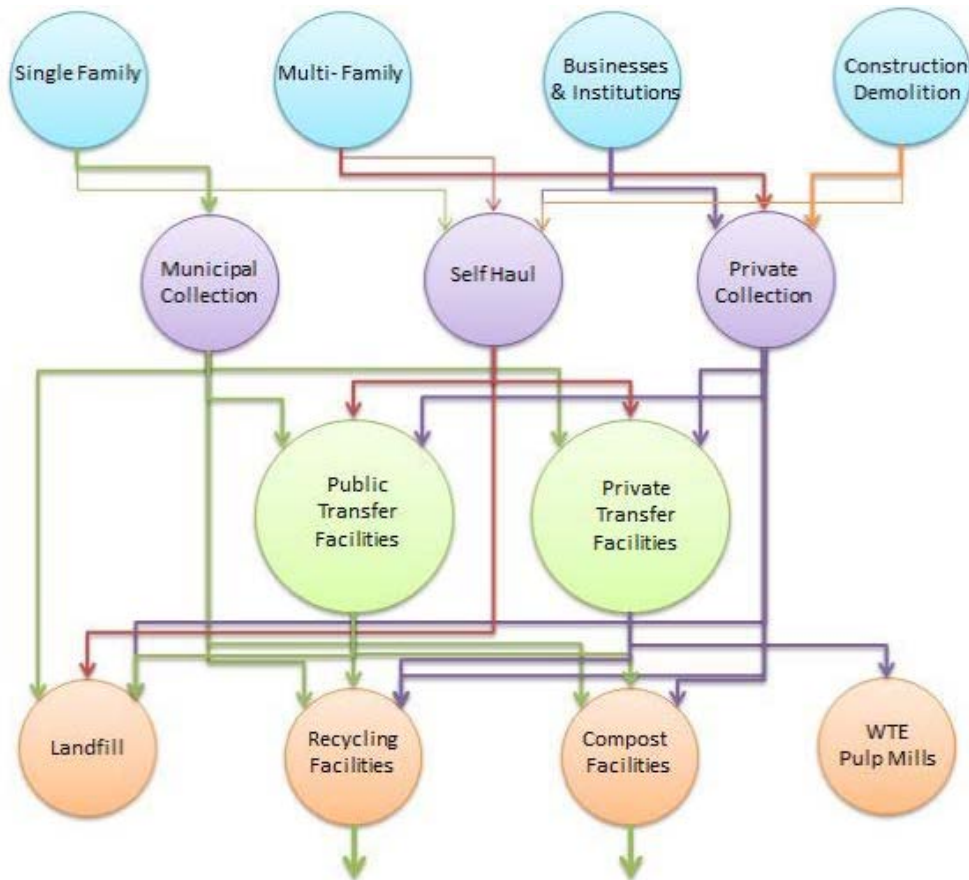 Single Family
Multi- Family
Businesses
& Institutions
Construction
Demolition
Municipal
Collection
Self Haul
Private
Collection
Public
Transfer
Facilities
Private
Transfer
Facilities
Landfill
Recycling
Facilities
Compost
Facilities
WTE
Pulp Mills